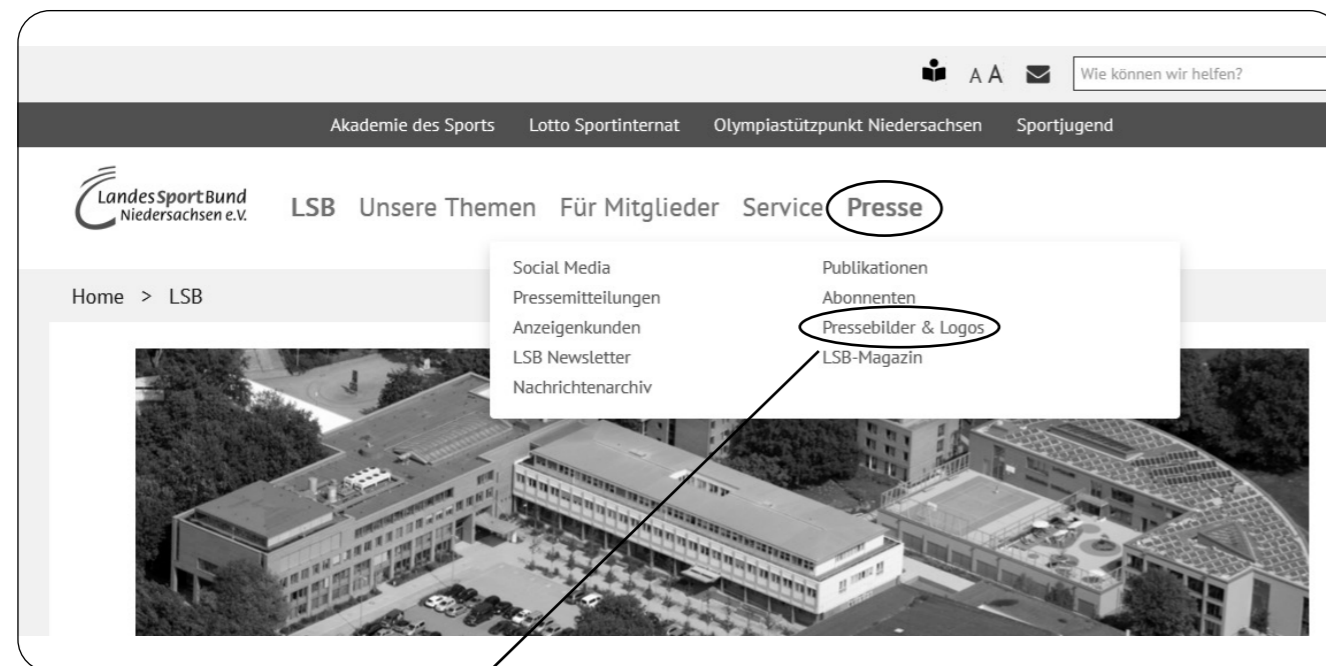 A A Wie können wir helfen?
Akademie des Sports Lotto Sportinternat Olympiastützpunkt Niedersachsen Sportjugend
LandesSportBund
Niedersachsen e.V.
LSB Unsere Themen Für Mitglieder Service Presse
Social Media Publikationen
Home > LSB
Pressemitteilungen Abonnenten
Anzeigenkunden Pressebilder & Logos
LSB Newsletter LSB-Magazin
Nachrichtenarchiv